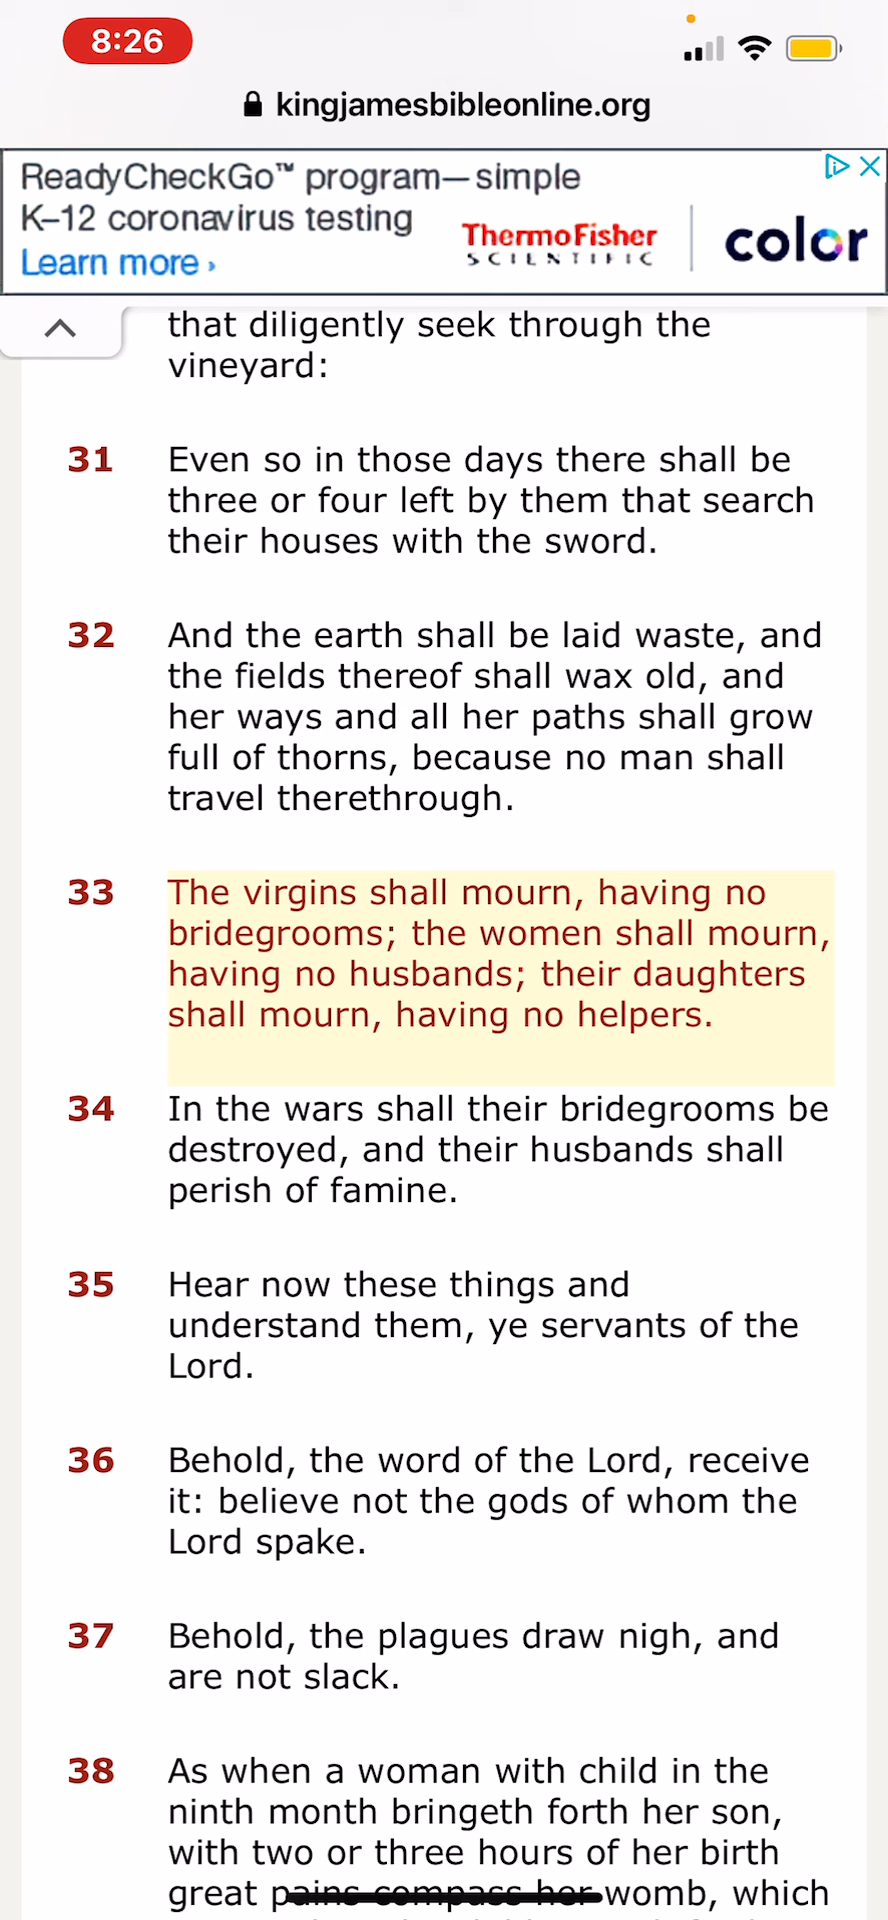 8:26
kingjamesbibleonline.org
ReadyCheckGo™ program—simple
K–12 coronavirus testing
Learn more ›
ThermoFisher
SCIENTIFIC
color
that diligently seek through the
vineyard:
31 Even so in those days there shall be
three or four left by them that search
their houses with the sword.
32 And the earth shall be laid waste, and
the fields thereof shall wax old, and
her ways and all her paths shall grow
full of thorns, because no man shall
travel therethrough.
33 The virgins shall mourn, having no
bridegrooms; the women shall mourn,
having no husbands; their daughters
shall mourn, having no helpers.
34 In the wars shall their bridegrooms be
destroyed, and their husbands shall
perish of famine.
35 Hear now these things and
understand them, ye servants of the
Lord.
36 Behold, the word of the Lord, receive
it: believe not the gods of whom the
Lord spake.
37 Behold, the plagues draw nigh, and
are not slack.
38 As when a woman with child in the
ninth month bringeth forth her son,
with two or three hours of her birth
great pains compass her womb, which